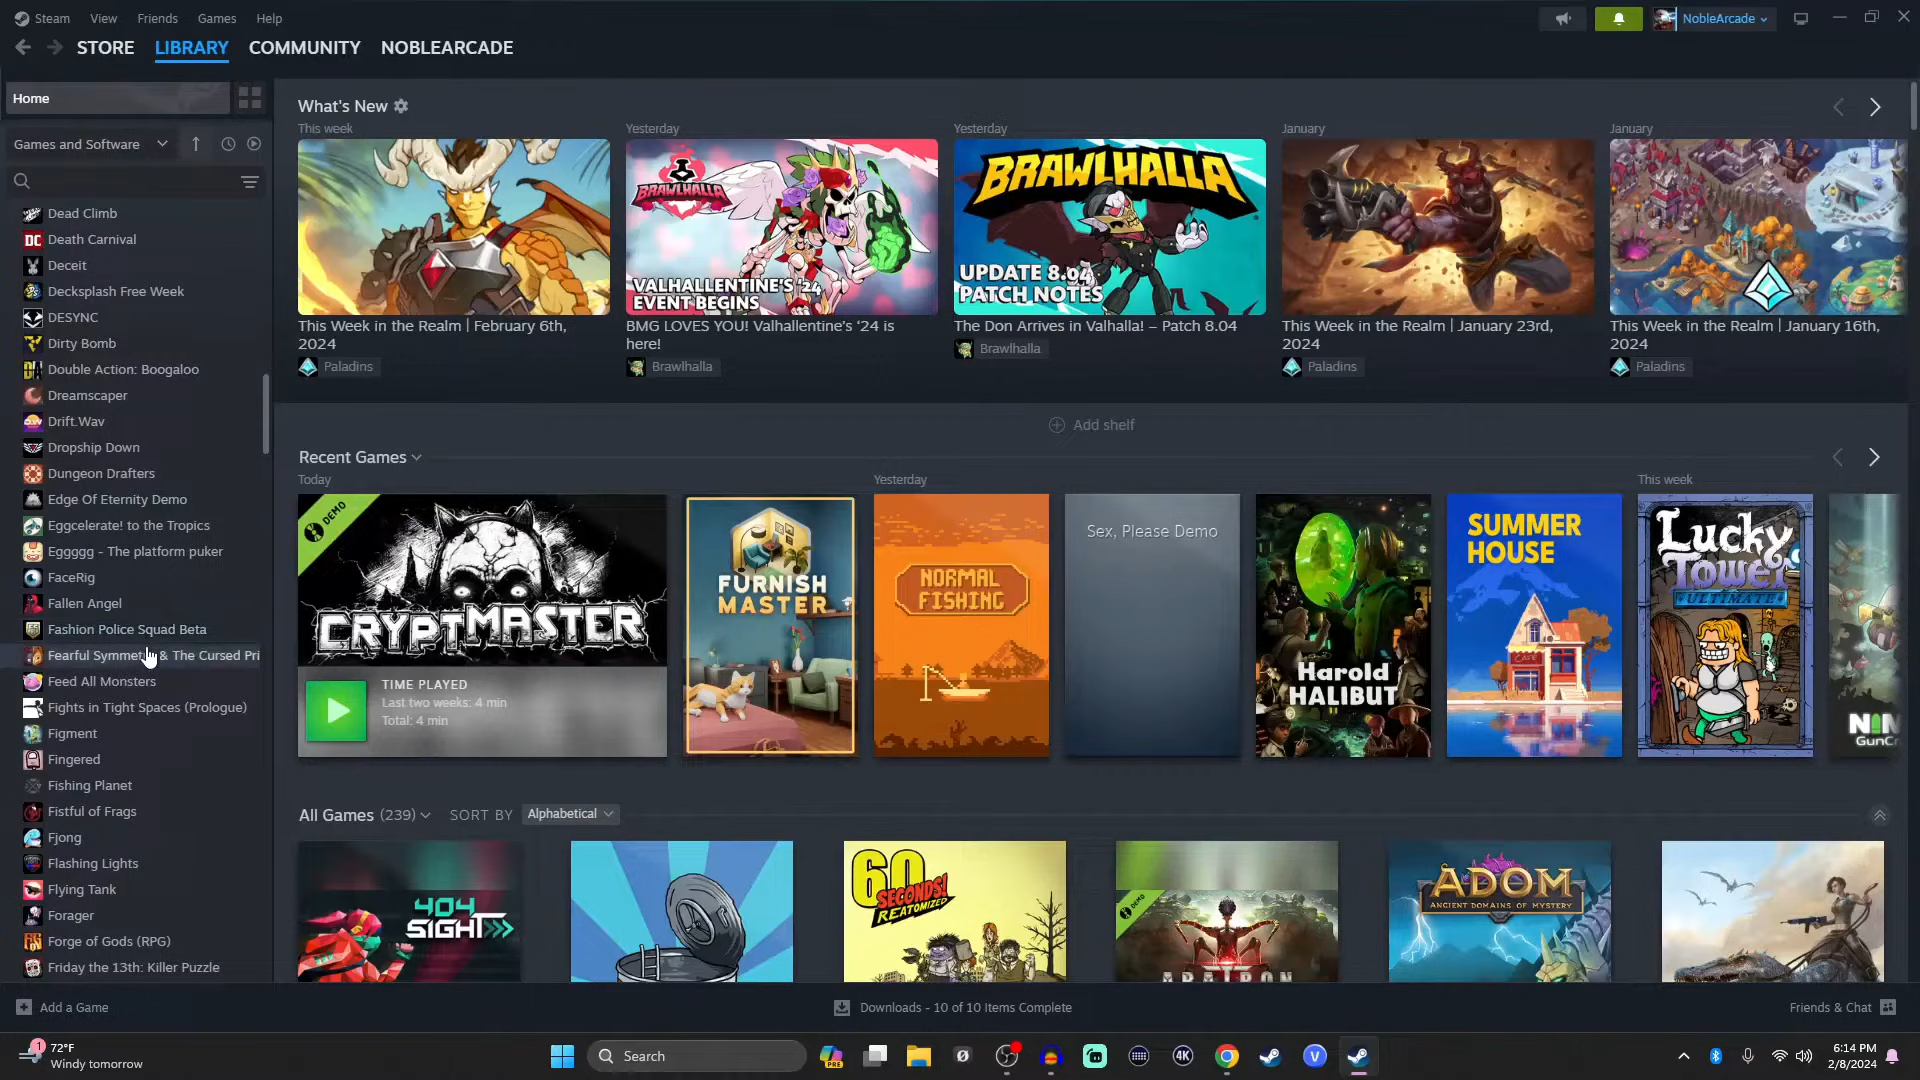 Steam View Friends Games Help
NobleArcade
STORE LIBRARY COMMUNITY NOBLEARCADE
Home
Games and Software
Dead Climb
Death Carnival
Deceit
Decksplash Free Week
DESYNC
Dirty Bomb
Double Action: Boogaloo
Dreamscaper
Drift.Wav
Dropship Down
Dungeon Drafters
Edge Of Eternity Demo
Eggcelerate! to the Tropics
Eggggg - The platform puker
FaceRig
Fallen Angel
Fashion Police Squad Beta
& The Cursed Pri
Feed All Monsters
Fights in Tight Spaces (Prologue)
Figment
Fingered
Fishing Planet
Fistful of Frags
Fjong
Flashing Lights
Flying Tank
Forager
Forge of Gods (RPG)
Friday the 13th: Killer Puzzle
What's New
This week
Yesterday
Yesterday
January
January
BRAWLHALLA
VALHALLENTINE'S '24
EVENT BEGINS
BRAWLHALLA
UPDATE 8.04
PATCH NOTES
This Week in the Realm | February 6th,
2024
Paladins
BMG LOVES YOU! Valhallentine's '24 is
here!
Brawlhalla
The Don Arrives in Valhalla! – Patch 8.04
Brawlhalla
This Week in the Realm | January 23rd,
2024
Paladins
This Week in the Realm | January 16th,
2024
Paladins
Add shelf
Recent Games
Today
Yesterday
This week
DEMO
CRYPTMASTER
TIME PLAYED
Last two weeks: 4 min
Total: 4 min
FURNISH
MASTER
NORMAL
FISHING
Sex, Please Demo
Harold
HALIBUT
SUMMER
HOUSE
CAFE
Lucky
Tower
ULTIMATE
All Games (239) SORT BY Alphabetical
404
SIGHT
60
SECONDS!
REATOMIZED
DEMO
ABATRON
ADOM
ANCIENT DOMAINS OF MYSTERY
Add a Game
Downloads - 10 of 10 Items Complete
Friends & Chat
1
72°F
Windy tomorrow
Search
PRE
4K
V
6:14 PM
2/8/2024